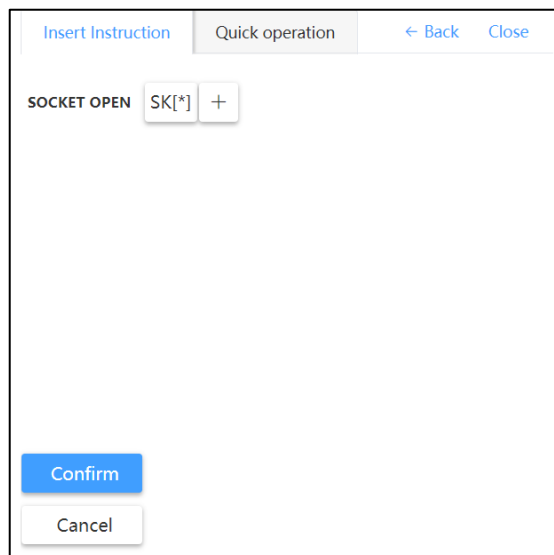 Insert Instruction Quick operation ← Back Close
SOCKET OPEN SK[*] +
Confirm
Cancel